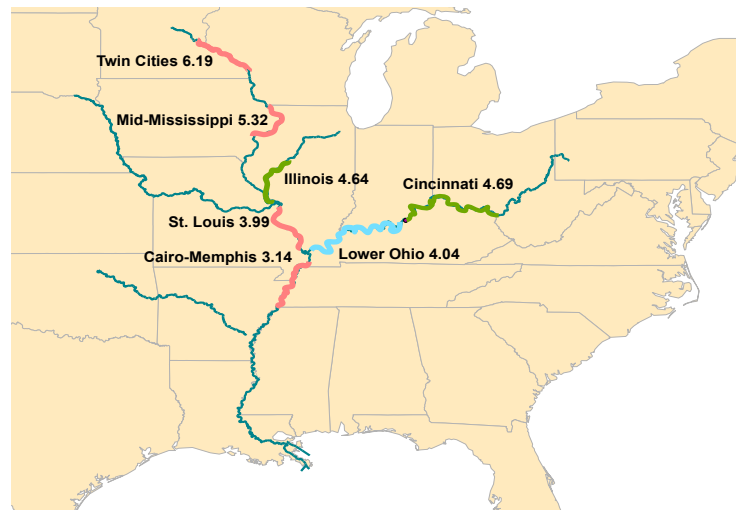 Twin Cities 6.19
Mid-Mississippi 5.32
Illinois 4.64
Cincinnati 4.69
St. Louis 3.99
Cairo-Memphis 3.14
Lower Ohio 4.04